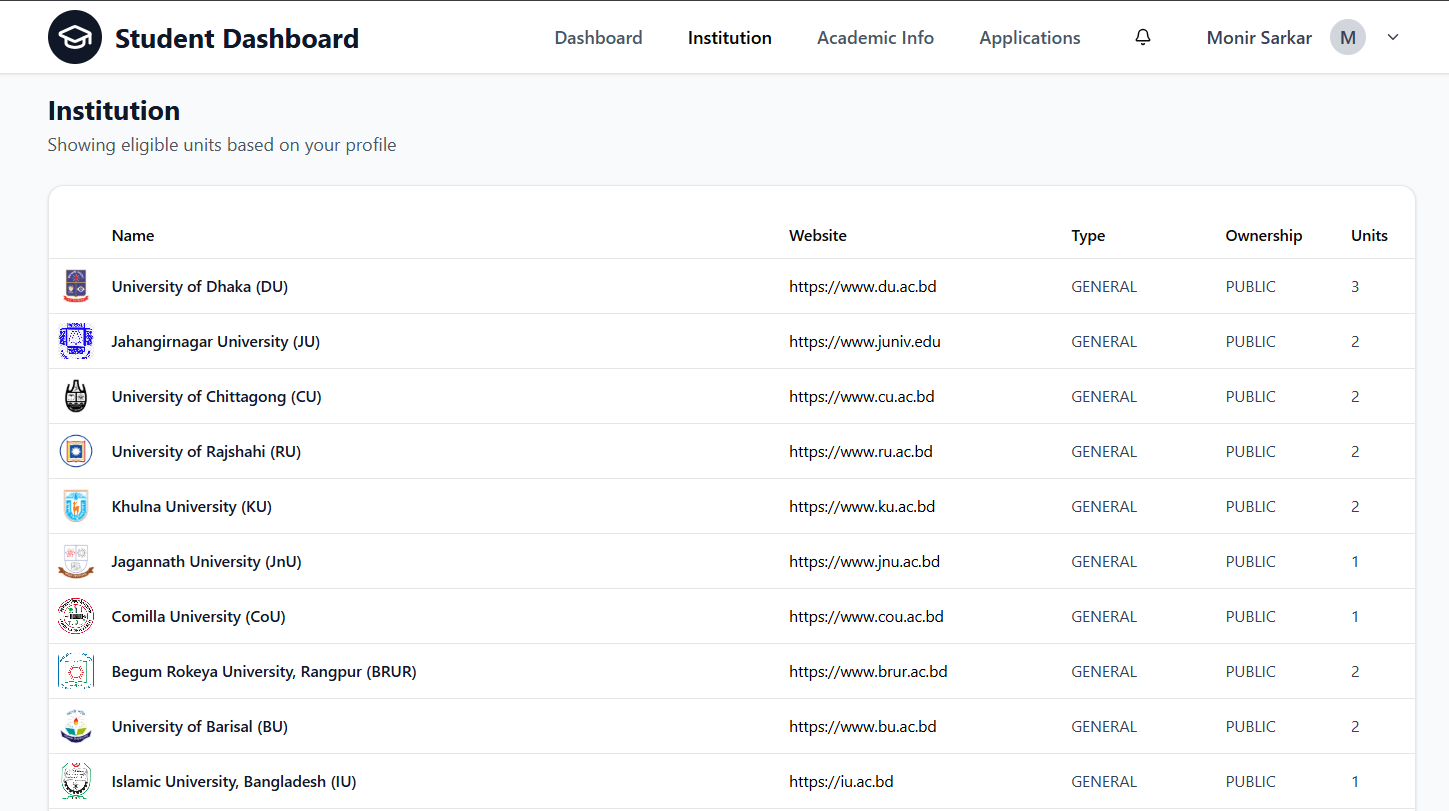 Student Dashboard Dashboard Institution Academic Info Applications Monir Sarkar M
Institution
Showing eligible units based on your profile
Name Website Type Ownership Units
University of Dhaka (DU) https://www.du.ac.bd GENERAL PUBLIC 3
Jahangirnagar University (JU) https://www.juniv.edu GENERAL PUBLIC 2
University of Chittagong (CU) https://www.cu.ac.bd GENERAL PUBLIC 2
University of Rajshahi (RU) https://www.ru.ac.bd GENERAL PUBLIC 2
Khulna University (KU) https://www.ku.ac.bd GENERAL PUBLIC 2
Jagannath University (JnU) https://www.jnu.ac.bd GENERAL PUBLIC 1
Comilla University (CoU) https://www.cou.ac.bd GENERAL PUBLIC 1
Begum Rokeya University, Rangpur (BRUR) https://www.brur.ac.bd GENERAL PUBLIC 2
University of Barisal (BU) https://www.bu.ac.bd GENERAL PUBLIC 2
Islamic University, Bangladesh (IU) https://iu.ac.bd GENERAL PUBLIC 1